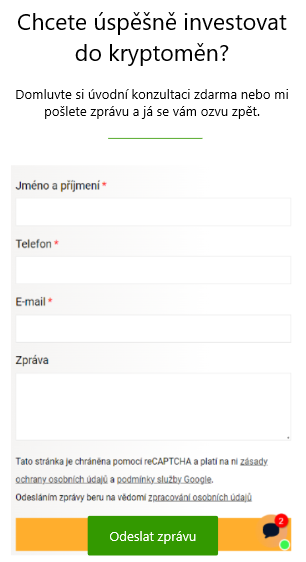 Chcete úspěšně investovat
do kryptoměn?
Domluvte si úvodní konzultaci zdarma nebo mi
pošlete zprávu a já se vám ozvu zpět.
Jméno a příjmení *
Telefon *
E-mail *
Zpráva
Tato stránka je chráněna pomocí reCAPTCHA a platí na ni zásady
ochrany osobních údajů a podmínky služby Google.
Odesláním zprávy beru na vědomí zpracování osobních údajů
2
Odeslat zprávu